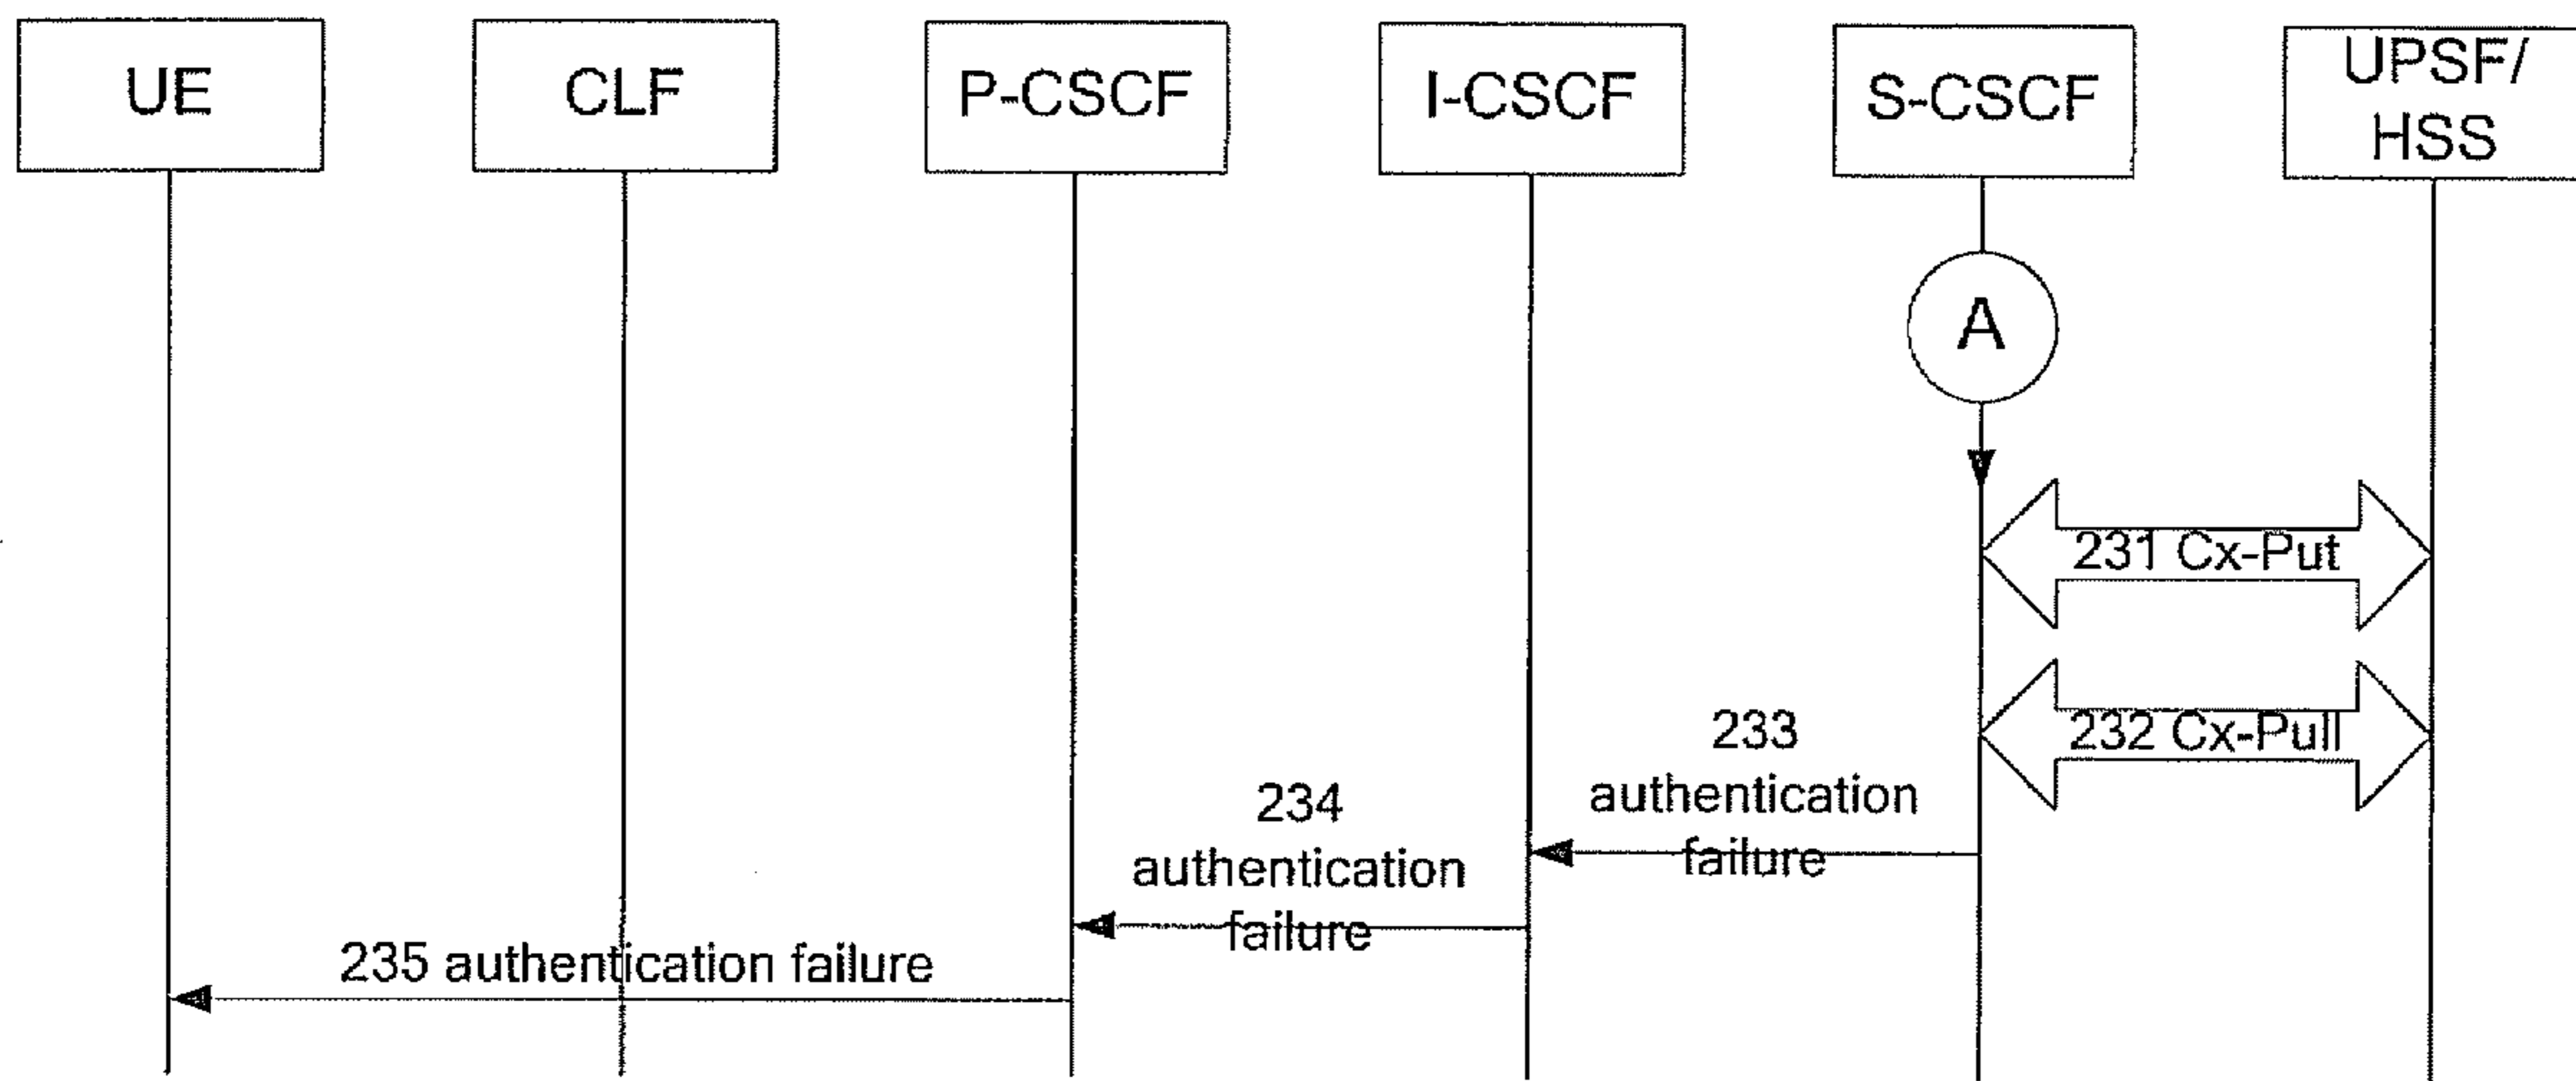 UE
CLF
P-CSCF
I-CSCF
S-CSCF
UPSF/
HSS
A
231 Cx-Put
232 Cx-Pull
233
authentication
failure
234
authentication
failure
235 authentication failure